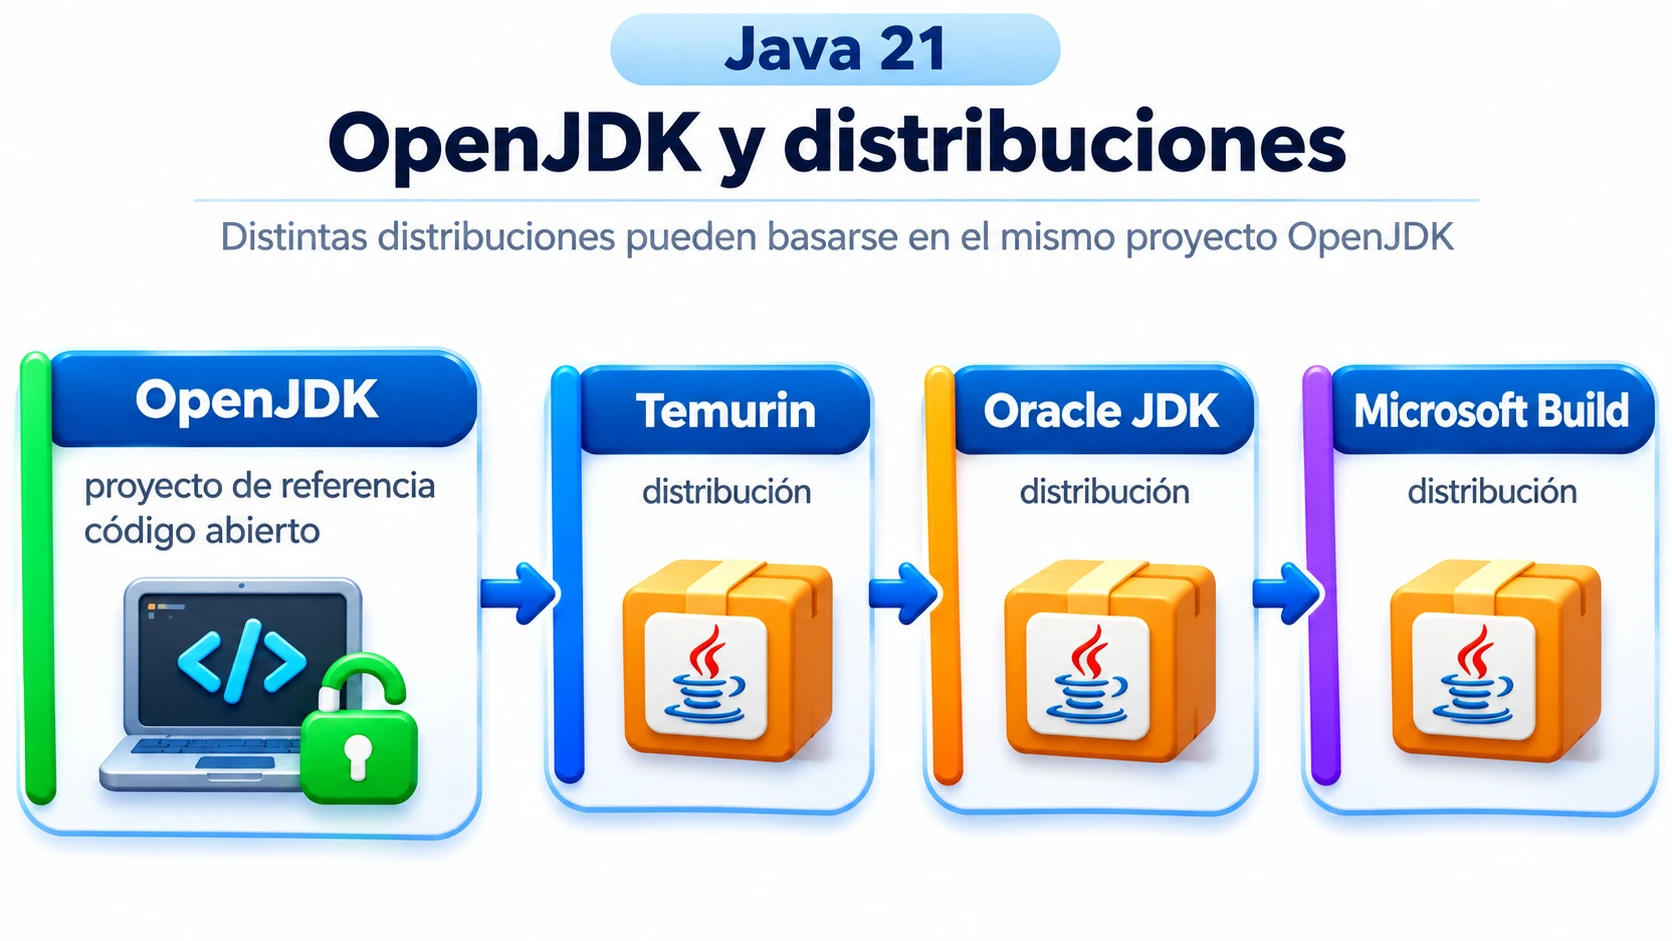 Java 21
OpenJDK y distribuciones
Distintas distribuciones pueden basarse en el mismo proyecto OpenJDK
OpenJDK
proyecto de referencia
código abierto
</>
Temurin
distribución
Oracle JDK
distribución
Microsoft Build
distribución